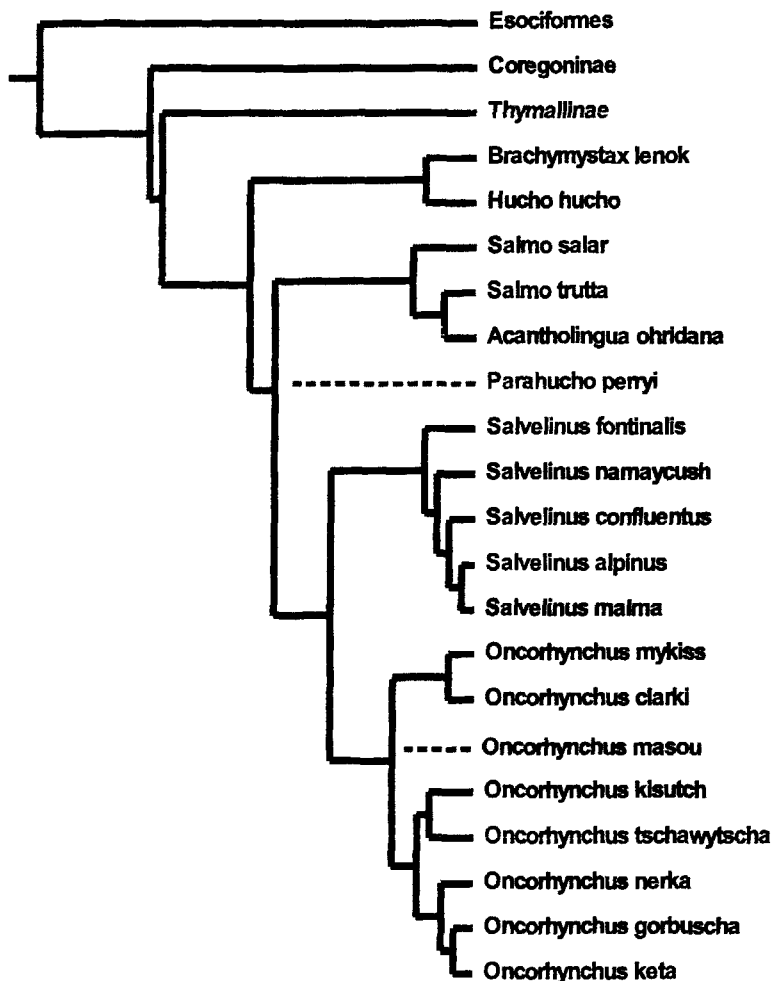 Esociformes
Coregoninae
Thymallinae
Brachymystax lenok
Hucho hucho
Salmo salar
Salmo trutta
Acantholingua ohridana
Parahucho perryi
Salvelinus fontinalis
Salvelinus namaycush
Salvelinus confluentus
Salvelinus alpinus
Salvelinus malma
Oncorhynchus mykiss
Oncorhynchus clarki
Oncorhynchus masou
Oncorhynchus kisutch
Oncorhynchus tschawytscha
Oncorhynchus nerka
Oncorhynchus gorbuscha
Oncorhynchus keta